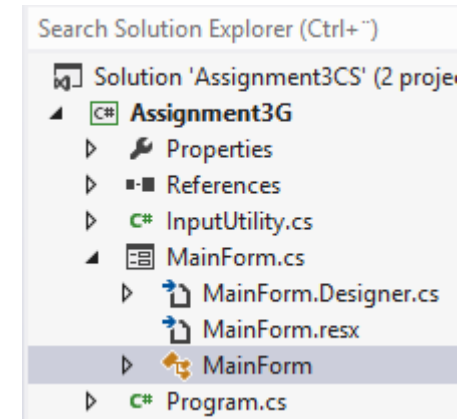 Search Solution Explorer (Ctrl+¨)
Solution 'Assignment3CS' (2 proje
C# Assignment3G
Properties
References
C# InputUtility.cs
MainForm.cs
MainForm.Designer.cs
MainForm.resx
MainForm
C# Program.cs